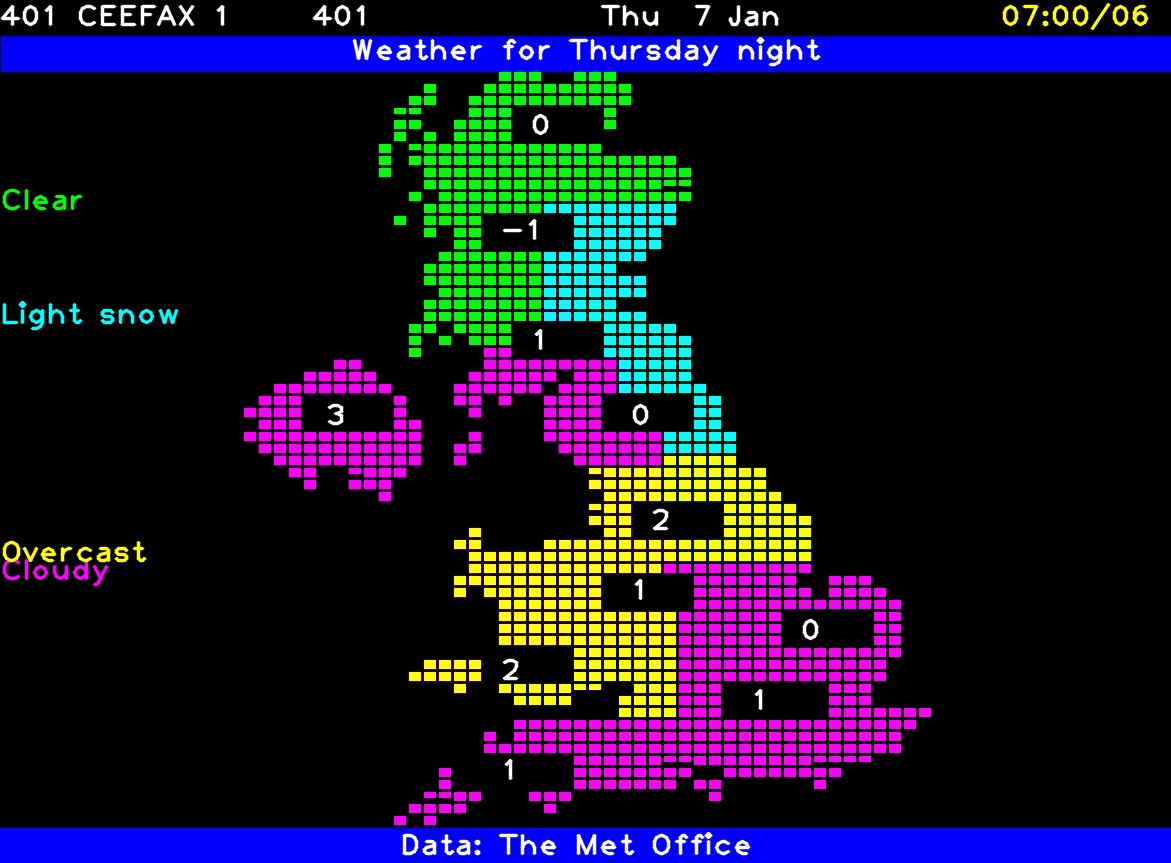 401 CEEFAX 1 401 Thu 7 Jan 07:00/06
Weather for Thursday night
0
Clear
-1
Light snow
1
3 0
2
Overcast
Cloudy
1
0
2
1
1
Data: The Met Office